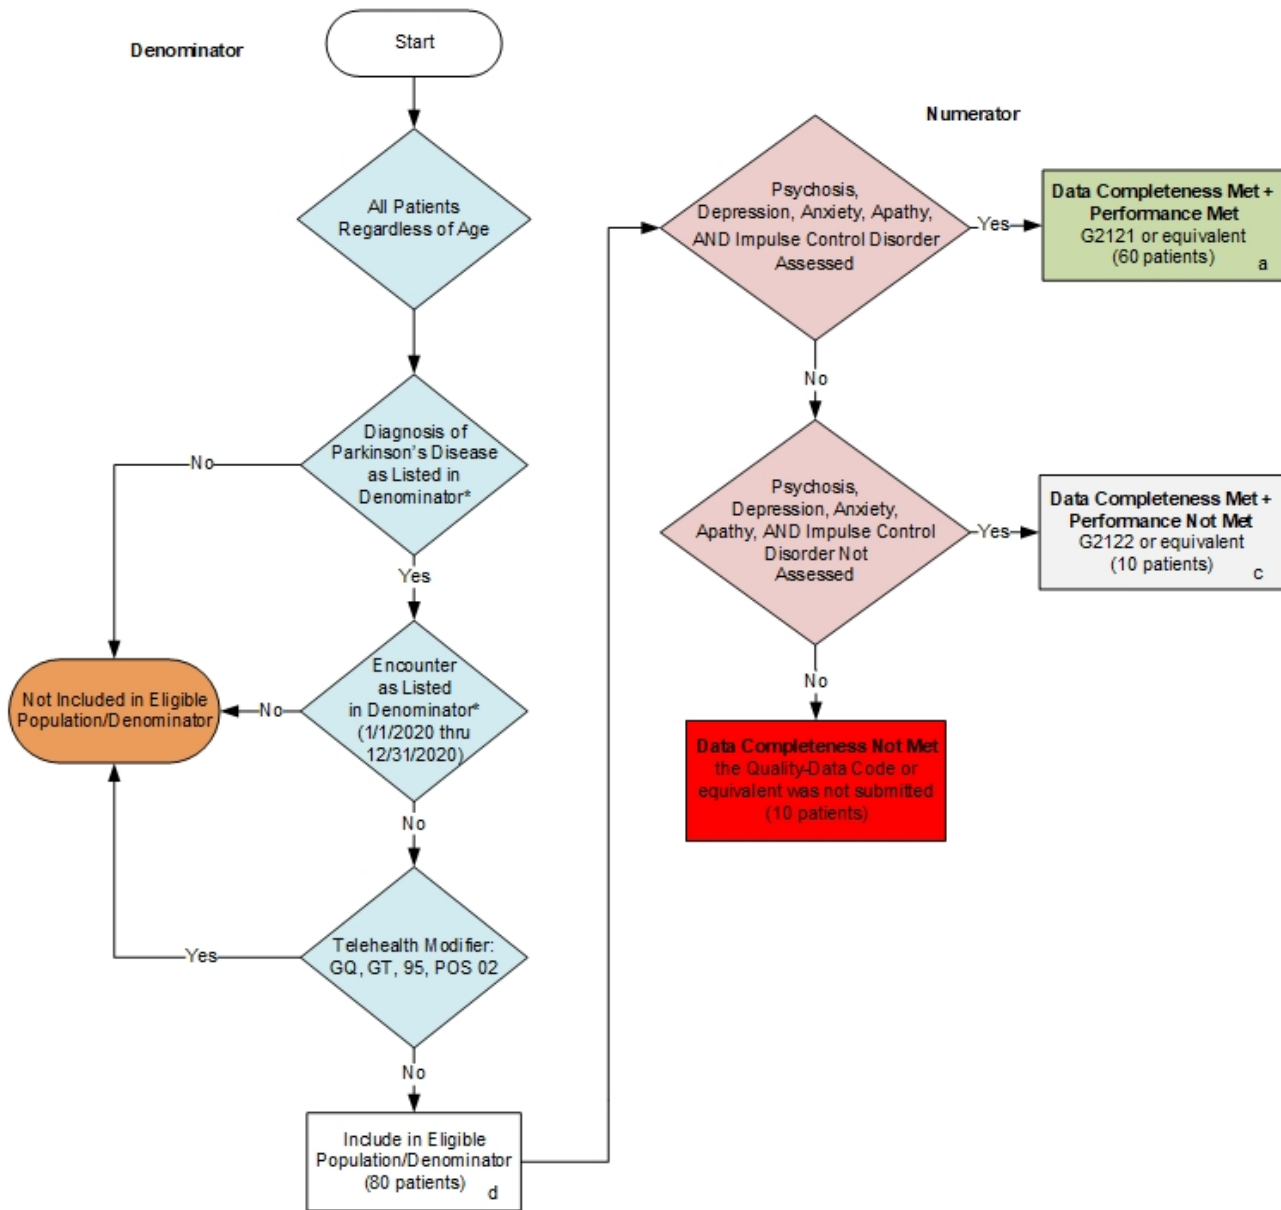 Denominator
Start
All Patients
Regardless of Age
Diagnosis of
Parkinson's Disease
as Listed in
Denominator*
No
Yes
Encounter
as Listed
in Denominator*
(1/1/2020 thru
12/31/2020)
No
Not Included in Eligible
Population/Denominator
No
Telehealth Modifier:
GQ, GT, 95, POS 02
Yes
No
Include in Eligible
Population/Denominator
(80 patients)
d
Numerator
Psychosis,
Depression, Anxiety, Apathy,
AND Impulse Control Disorder
Assessed
Yes
Data Completeness Met +
Performance Met
G2121 or equivalent
(60 patients)
a
No
Psychosis,
Depression, Anxiety,
Apathy, AND Impulse Control
Disorder Not
Assessed
Yes
Data Completeness Met +
Performance Not Met
G2122 or equivalent
(10 patients)
c
No
Data Completeness Not Met
the Quality-Data Code or
equivalent was not submitted
(10 patients)